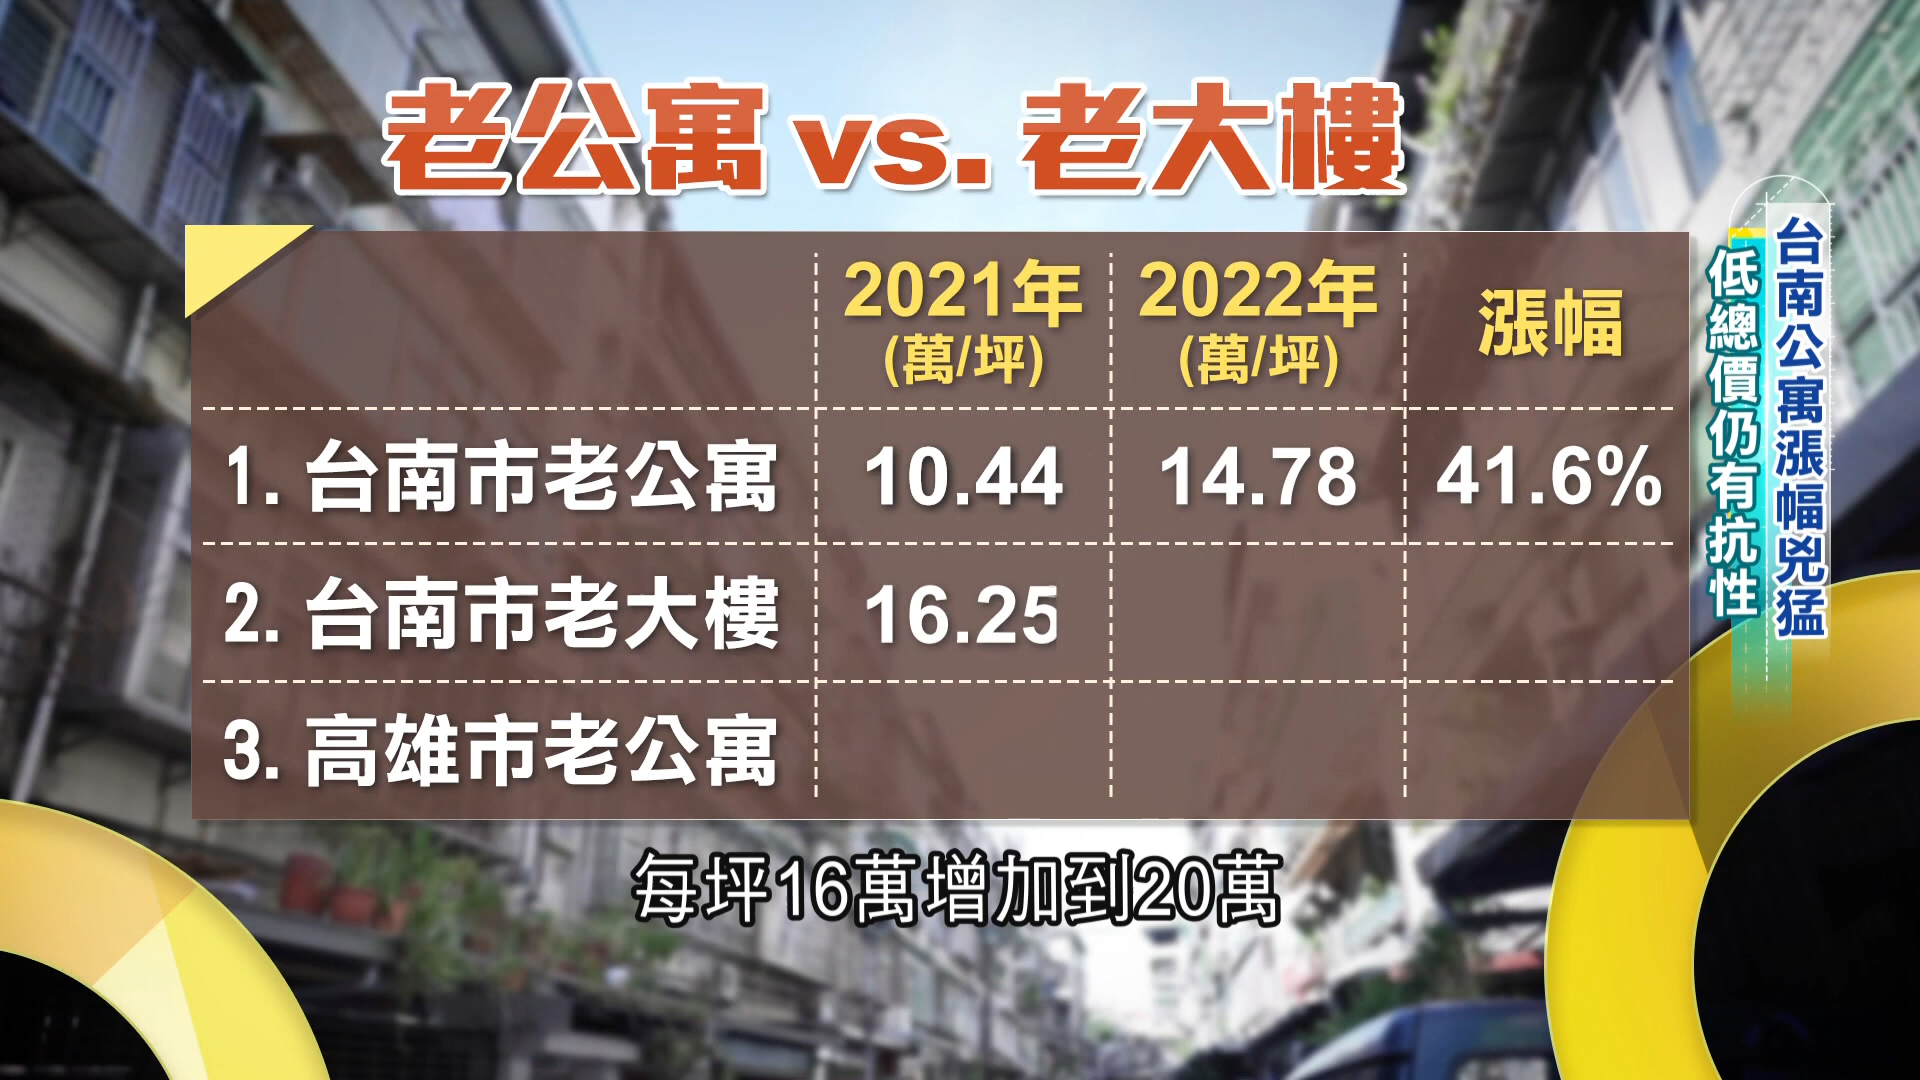 老公寓 vs. 老大樓
2021年 2022年 漲幅
(萬/坪) (萬/坪)
1. 台南市老公寓 10.44 14.78 41.6%
2. 台南市老大樓 16.25
3. 高雄市老公寓
台南公寓漲幅兇猛
低總價仍有抗性
每坪16萬增加到20萬